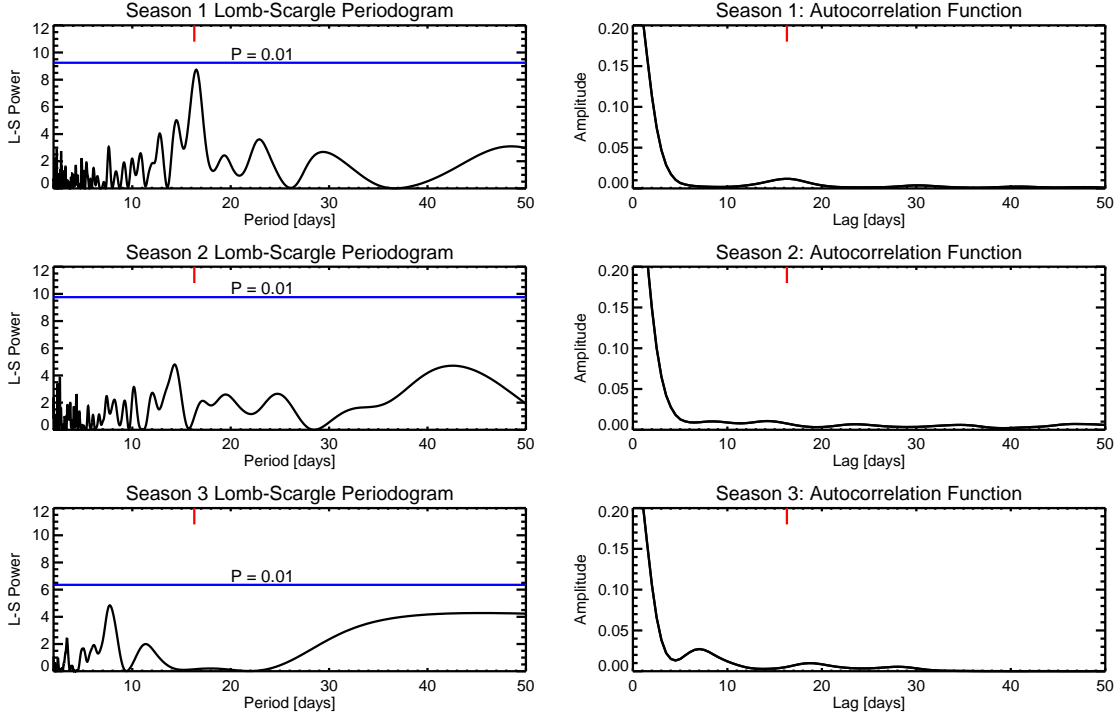 Season 1 Lomb-Scargle Periodogram
12
10
8
6
4
2
0
L-S Power
P = 0.01
10 20 30 40 50
Period [days]
Season 1: Autocorrelation Function
0.20
0.15
0.10
0.05
0.00
Amplitude
0 10 20 30 40 50
Lag [days]
Season 2 Lomb-Scargle Periodogram
12
10
8
6
4
2
0
L-S Power
P = 0.01
10 20 30 40 50
Period [days]
Season 2: Autocorrelation Function
0.20
0.15
0.10
0.05
0.00
Amplitude
0 10 20 30 40 50
Lag [days]
Season 3 Lomb-Scargle Periodogram
12
10
8
6
4
2
0
L-S Power
P = 0.01
10 20 30 40 50
Period [days]
Season 3: Autocorrelation Function
0.20
0.15
0.10
0.05
0.00
Amplitude
0 10 20 30 40 50
Lag [days]